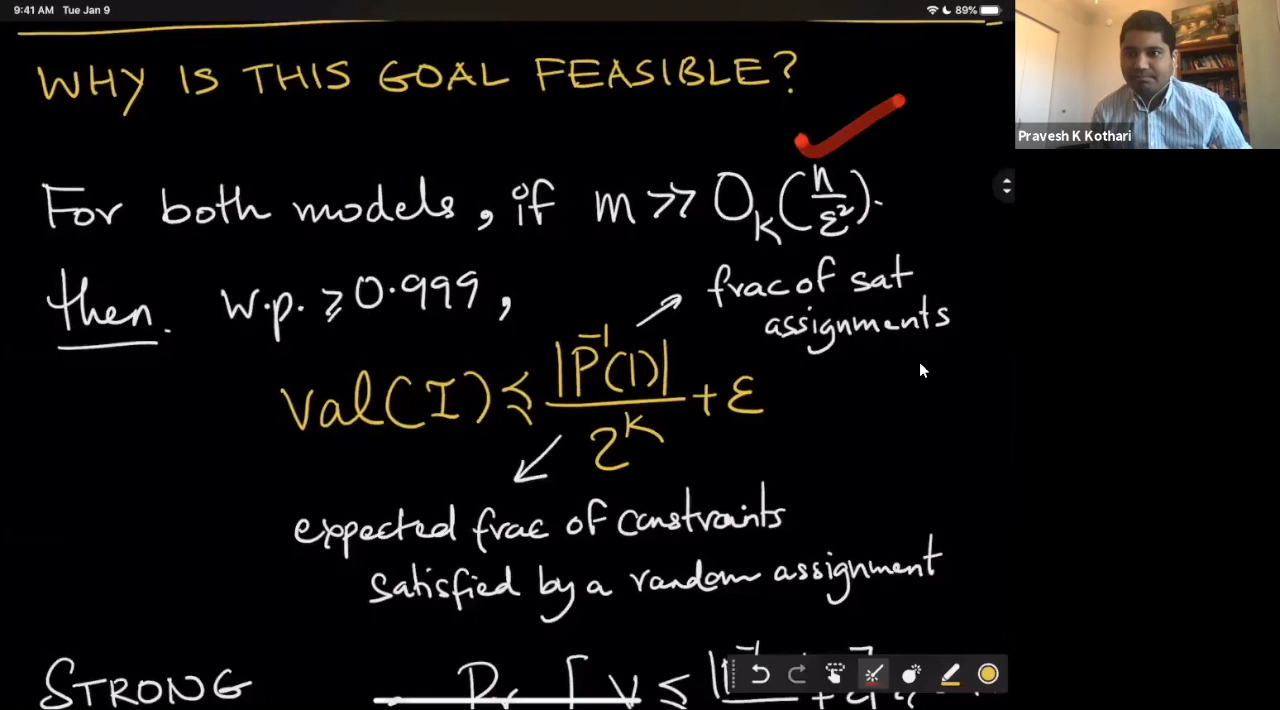 9:41 AM Tue Jan 9
89%
WHY IS THIS GOAL FEASIBLE?
For both models, if m >> O_k(n/ε²).
then. w.p. ⩾ 0.999,
frac of sat
assignments
Val(I) ≤ |P⁻¹(1)|/2^k + ε
expected frac of constraints
satisfied by a random assignment
STRONG Pr [ V ≤
Pravesh K Kothari